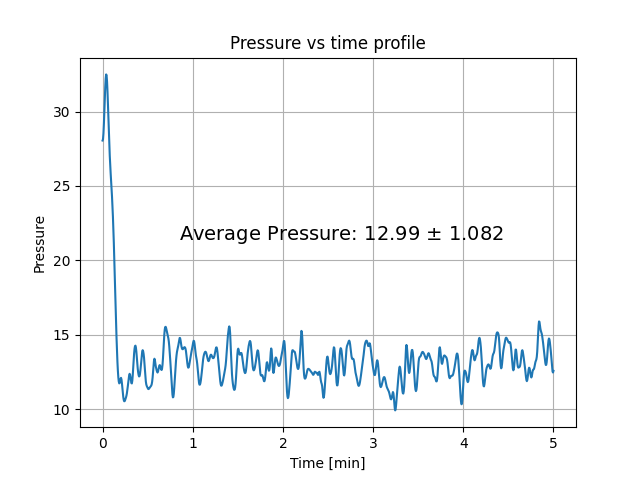 Pressure vs time profile
Pressure
30
25
20
15
10
Average Pressure: 12.99 ± 1.082
0 1 2 3 4 5
Time [min]